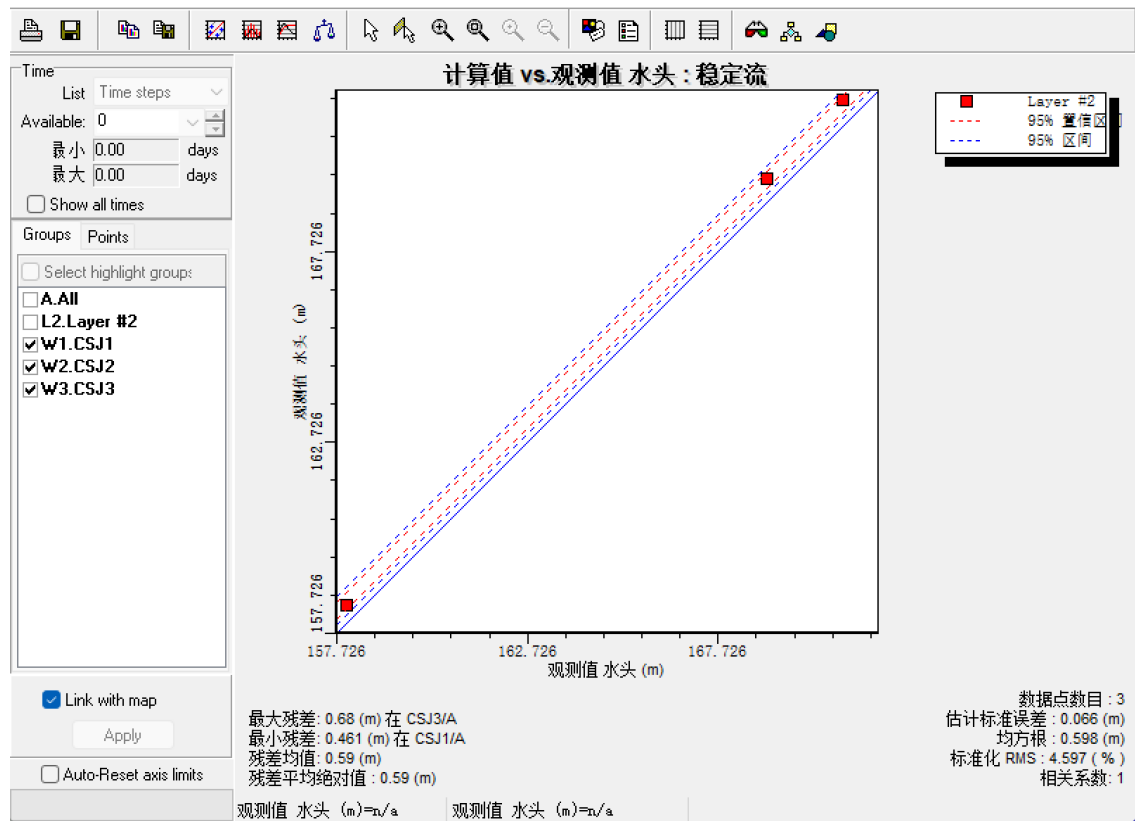 计算值 vs.观测值 水头 : 稳定流
Time
List Time steps
Available: 0
最小 0.00 days
最大 0.00 days
Show all times
Groups Points
Select highlight groups
A.All
L2.Layer #2
W1.CSJ1
W2.CSJ2
W3.CSJ3
Link with map
Apply
Auto-Reset axis limits
Layer #2
95% 置信区间
95% 区间
观测值 水头 (m)
167.726
162.726
157.726
157.726 162.726 167.726
观测值 水头 (m)
最大残差: 0.68 (m) 在 CSJ3/A
最小残差: 0.461 (m) 在 CSJ1/A
残差均值: 0.59 (m)
残差平均绝对值 : 0.59 (m)
数据点数目 : 3
估计标准误差 : 0.066 (m)
均方根 : 0.598 (m)
标准化 RMS : 4.597 ( % )
相关系数: 1
观测值 水头 (m)=n/a 观测值 水头 (m)=n/a